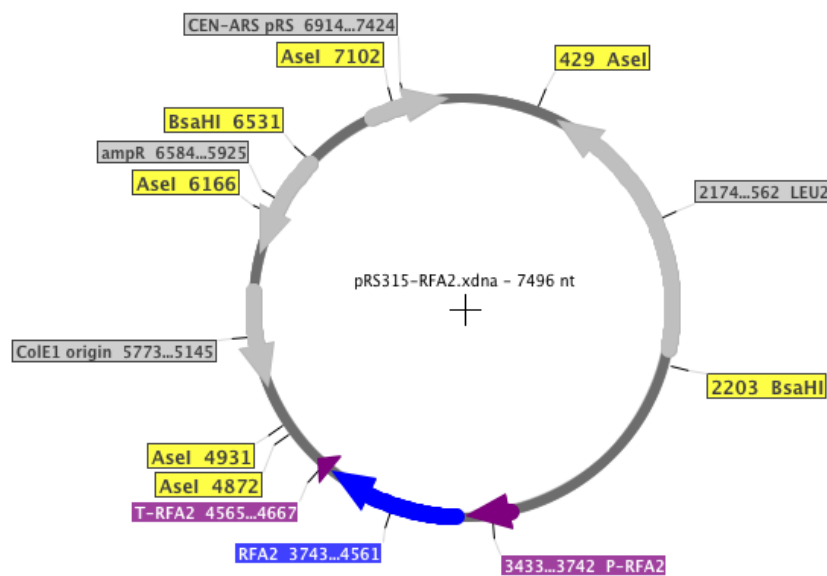 CEN-ARS pRS 6914...7424
AseI 7102
429 AseI
BsaHI 6531
ampR 6584...5925
AseI 6166
2174...562 LEU2
pRS315-RFA2.xdna - 7496 nt
ColE1 origin 5773...5145
2203 BsaHI
AseI 4931
AseI 4872
T-RFA2 4565...4667
RFA2 3743...4561
3433...3742 P-RFA2